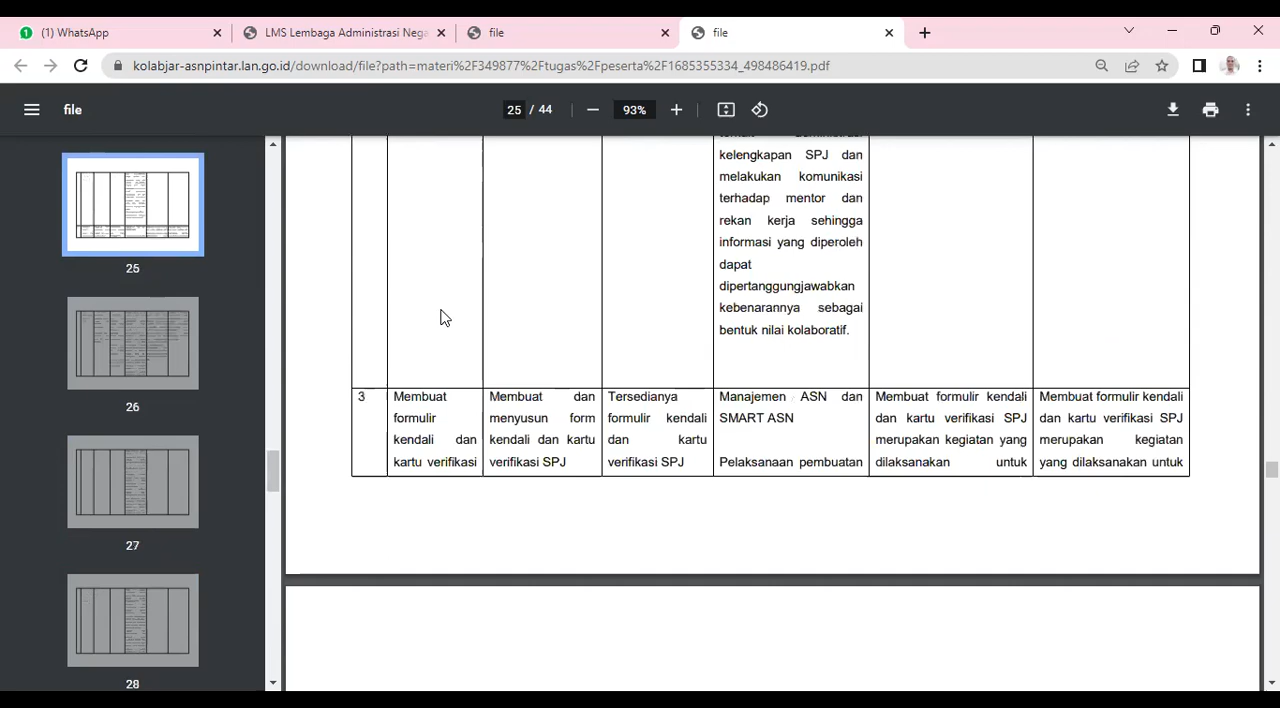 (1) WhatsApp
LMS Lembaga Administrasi Nega
file
file
kolabjar-asnpintar.lan.go.id/download/file?path=materi%2F349877%2Ftugas%2Fpeserta%2F1685355334_498486419.pdf
file
25 / 44
93%
25
26
27
28
terkait administrasi
kelengkapan SPJ dan
melakukan komunikasi
terhadap mentor dan
rekan kerja sehingga
informasi yang diperoleh
dapat
dipertanggungjawabkan
kebenarannya sebagai
bentuk nilai kolaboratif.
3
Membuat
formulir
kendali dan
kartu verifikasi
Membuat dan
menyusun form
kendali dan kartu
verifikasi SPJ
Tersedianya
formulir kendali
dan kartu
verifikasi SPJ
Manajemen ASN dan
SMART ASN
Pelaksanaan pembuatan
Membuat formulir kendali
dan kartu verifikasi SPJ
merupakan kegiatan yang
dilaksanakan untuk
Membuat formulir kendali
dan kartu verifikasi SPJ
merupakan kegiatan
yang dilaksanakan untuk